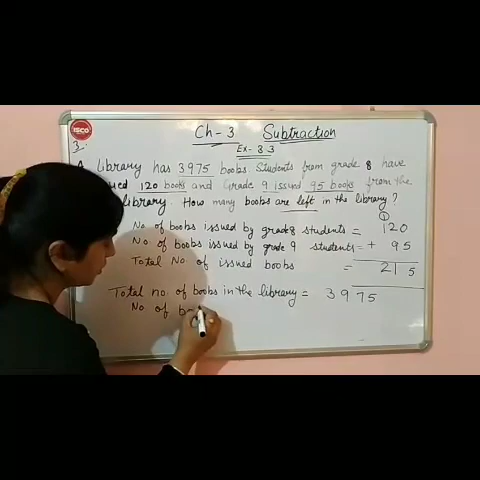 ISCO
Ch-3 Subtraction
Ex-3.3
3.
Library has 3975 books. Students from grade 8 have
120 books and Grade 9 issued 95 books from the
library. How many books are left in the library?
1
No of books issued by grade 8 students = 120
No of books issued by grade 9 students = + 95
Total No of issued books = 215
Total no. of books in the library = 3975
No of bo